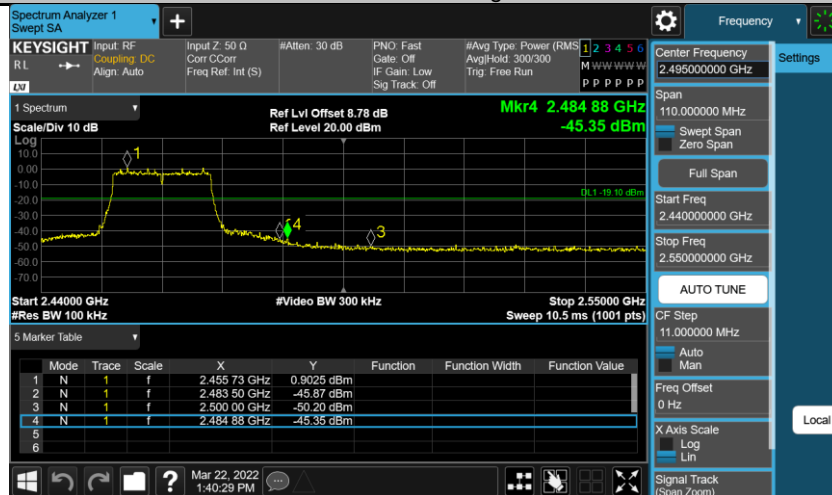 Spectrum Analyzer 1
Swept SA
Frequency
KEYSIGHT
Input: RF
Input Z: 50 Ω
#Atten: 30 dB
PNO: Fast
#Avg Type: Power (RMS
1 2 3 4 5 6
RL
Coupling: DC
Corr CCorr
Gate: Off
Avg|Hold: 300/300
M W W W W W
Align: Auto
Freq Ref: Int (S)
IF Gain: Low
Trig: Free Run
Sig Track: Off
P P P P P P
LXI
1 Spectrum
Ref Lvl Offset 8.78 dB
Mkr4 2.484 88 GHz
Scale/Div 10 dB
Ref Level 20.00 dBm
-45.35 dBm
Log
10.0
0.00
-10.0
-20.0
-30.0
-40.0
-50.0
-60.0
-70.0
1
4
3
DL1 -19.10 dBm
Start 2.44000 GHz
#Video BW 300 kHz
Stop 2.55000 GHz
#Res BW 100 kHz
Sweep 10.5 ms (1001 pts)
5 Marker Table
Mode Trace Scale X Y Function Function Width Function Value
1 N 1 f 2.455 73 GHz 0.9025 dBm
2 N 1 f 2.483 50 GHz -45.87 dBm
3 N 1 f 2.500 00 GHz -50.20 dBm
4 N 1 f 2.484 88 GHz -45.35 dBm
5
6
?
Mar 22, 2022
1:40:29 PM
Center Frequency
2.495000000 GHz
Settings
Span
110.000000 MHz
Swept Span
Zero Span
Full Span
Start Freq
2.440000000 GHz
Stop Freq
2.550000000 GHz
AUTO TUNE
CF Step
11.000000 MHz
Auto
Man
Freq Offset
0 Hz
Local
X Axis Scale
Log
Lin
Signal Track
(Span Zoom)